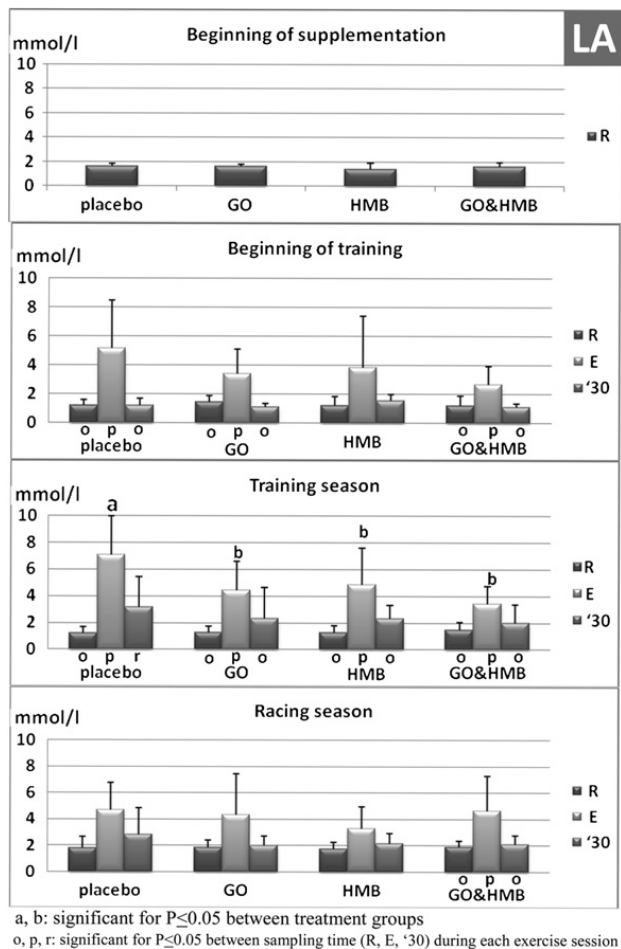 Beginning of supplementation
LA
mmol/l
10
8
6
4
2
0
R
placebo GO HMB GO&HMB
Beginning of training
mmol/l
10
8
6
4
2
0
R
E
‘30
o p o o p o o p o
placebo GO HMB GO&HMB
Training season
mmol/l
a
10
8
6
4
2
0
b b b
R
E
‘30
o p r o p o o p o o p o
placebo GO HMB GO&HMB
Racing season
mmol/l
10
8
6
4
2
0
R
E
‘30
o p o
placebo GO HMB GO&HMB
a, b: significant for P≤0.05 between treatment groups
o, p, r: significant for P≤0.05 between sampling time (R, E, ‘30) during each exercise session